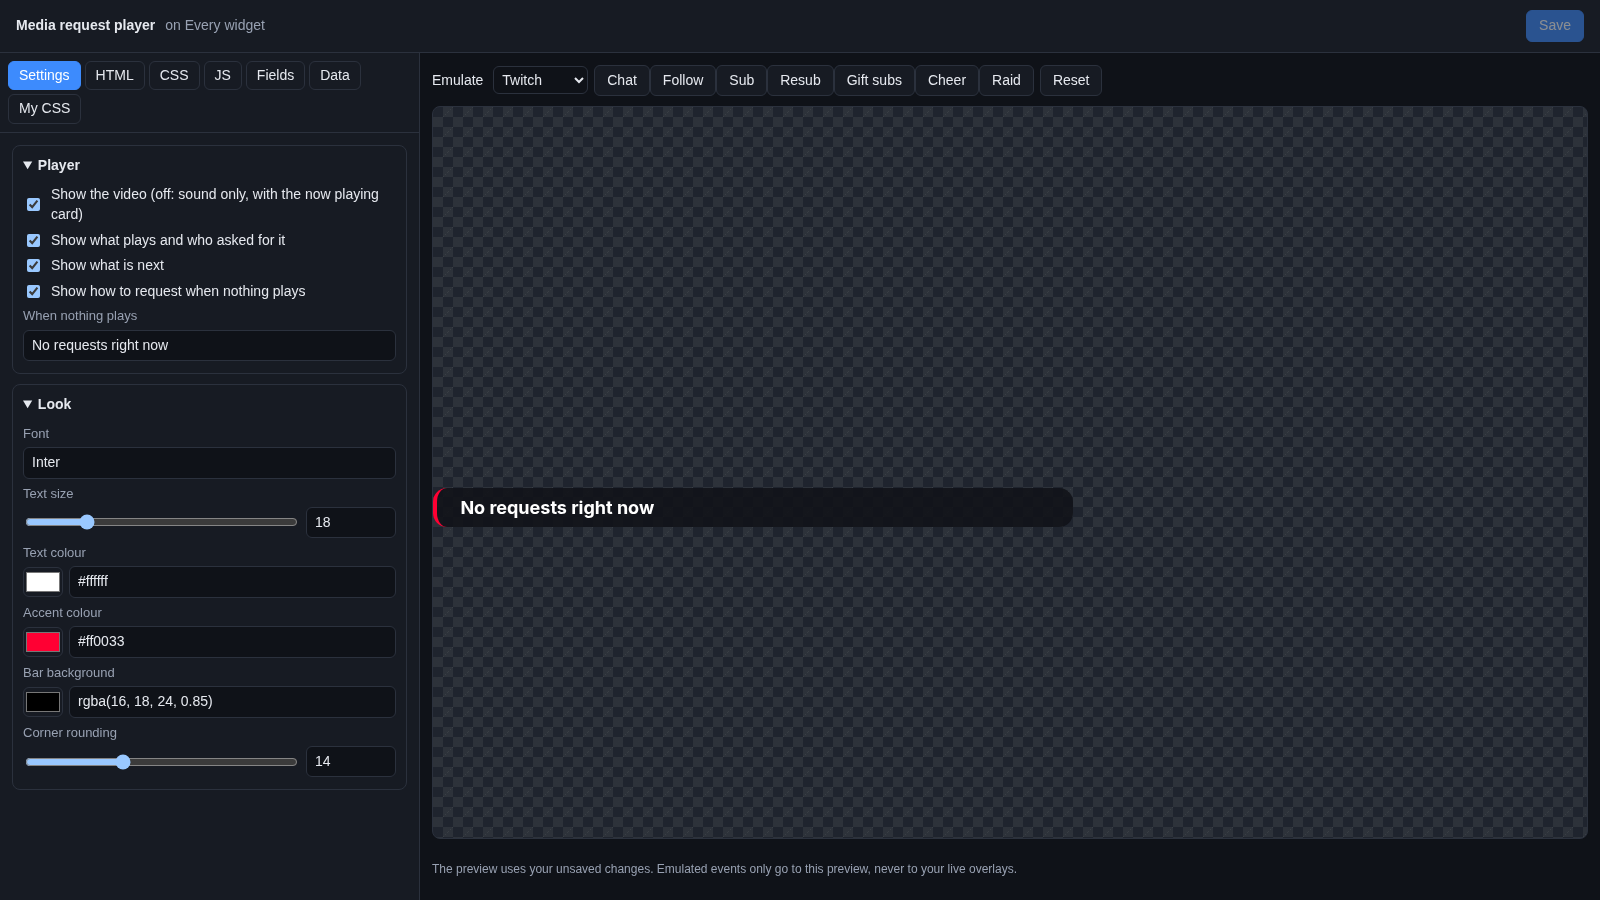 Media request player on Every widget
Save
Settings HTML CSS JS Fields Data
My CSS
Player
Show the video (off: sound only, with the now playing
card)
Show what plays and who asked for it
Show what is next
Show how to request when nothing plays
When nothing plays
No requests right now
Look
Font
Inter
Text size
18
Text colour
#ffffff
Accent colour
#ff0033
Bar background
rgba(16, 18, 24, 0.85)
Corner rounding
14
Emulate Twitch Chat Follow Sub Resub Gift subs Cheer Raid Reset
No requests right now
The preview uses your unsaved changes. Emulated events only go to this preview, never to your live overlays.